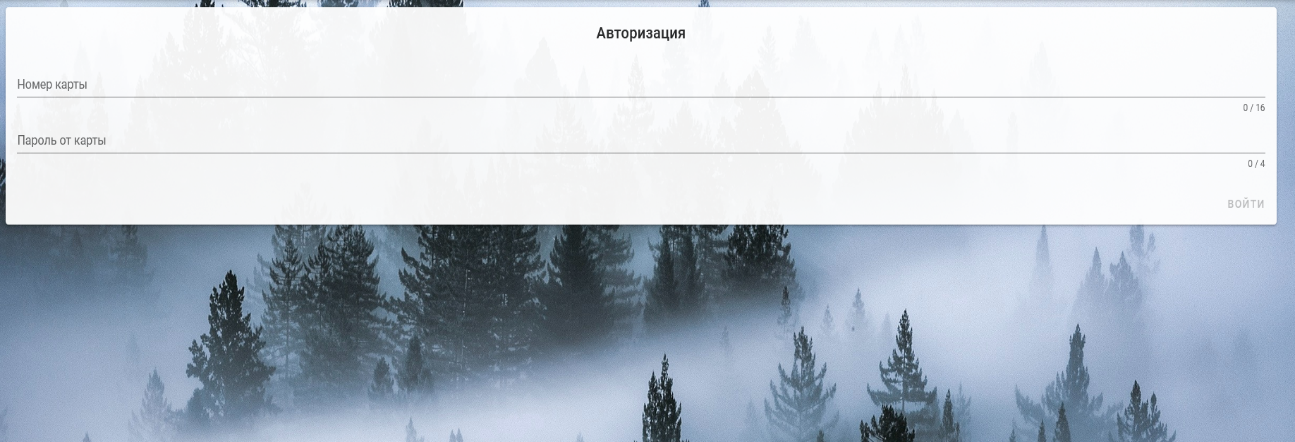 Авторизация
Номер карты
0 / 16
Пароль от карты
0 / 4
ВОЙТИ